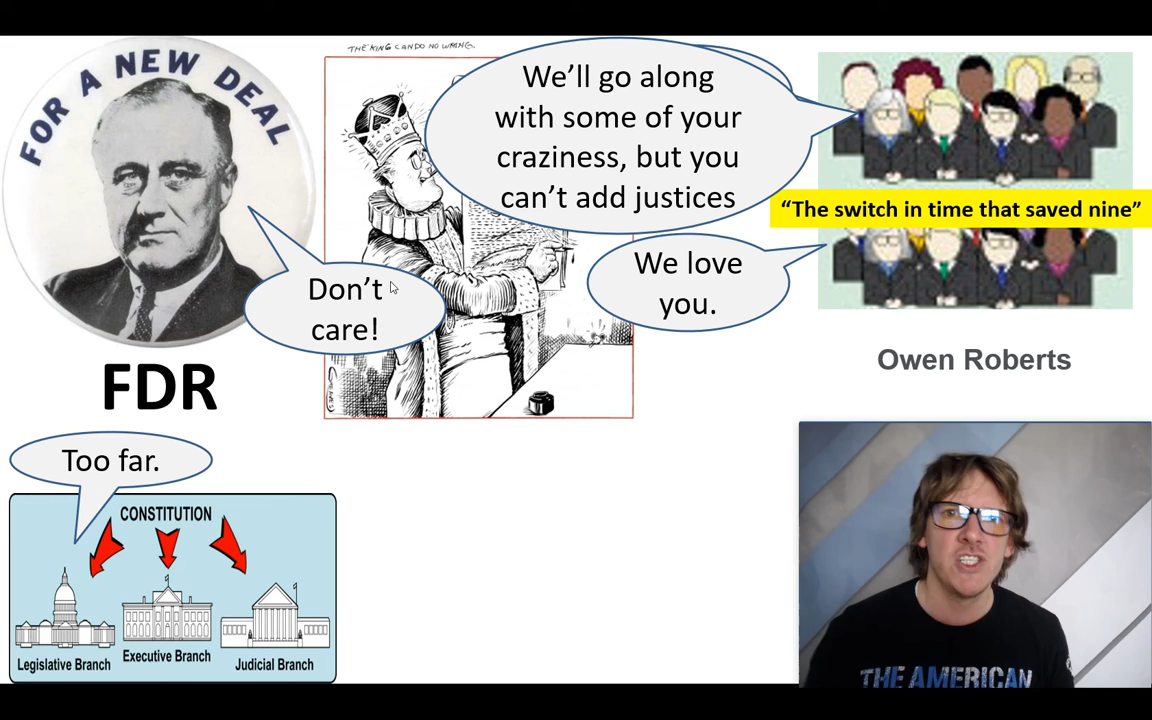 FOR A NEW DEAL
THE KING CAN DO NO WRONG.
We'll go along
with some of your
craziness, but you
can't add justices
"The switch in time that saved nine"
We love
you.
Don't
care!
Owen Roberts
FDR
Too far.
CONSTITUTION
Legislative Branch
Executive Branch
Judicial Branch
THE AMERICAN